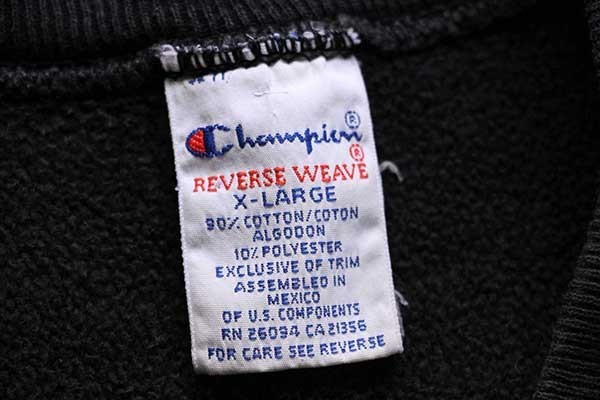 Champion®
REVERSE WEAVE®
X-LARGE
90% COTTON/COTON
ALGODON
10% POLYESTER
EXCLUSIVE OF TRIM
ASSEMBLED IN
MEXICO
OF U.S. COMPONENTS
RN 26094 CA 21356
FOR CARE SEE REVERSE